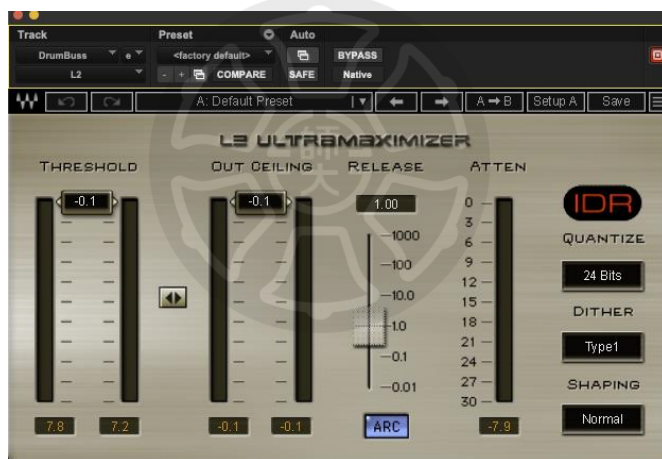 Track Preset Auto
DrumBuss e <factory default> BYPASS
L2 - + COMPARE SAFE Native
A: Default Preset A→B Setup A Save
L2 ULTRAMAXIMIZER
THRESHOLD OUT CEILING RELEASE ATTEN
-0.1 -0.1 1.00 IDR
QUANTIZE
24 Bits
DITHER
Type1
SHAPING
Normal
1000
100
10.0
1.0
0.1
0.01
0
3
6
9
12
15
18
21
24
27
30
7.8 7.2 -0.1 -0.1 ARC -7.9
師
大